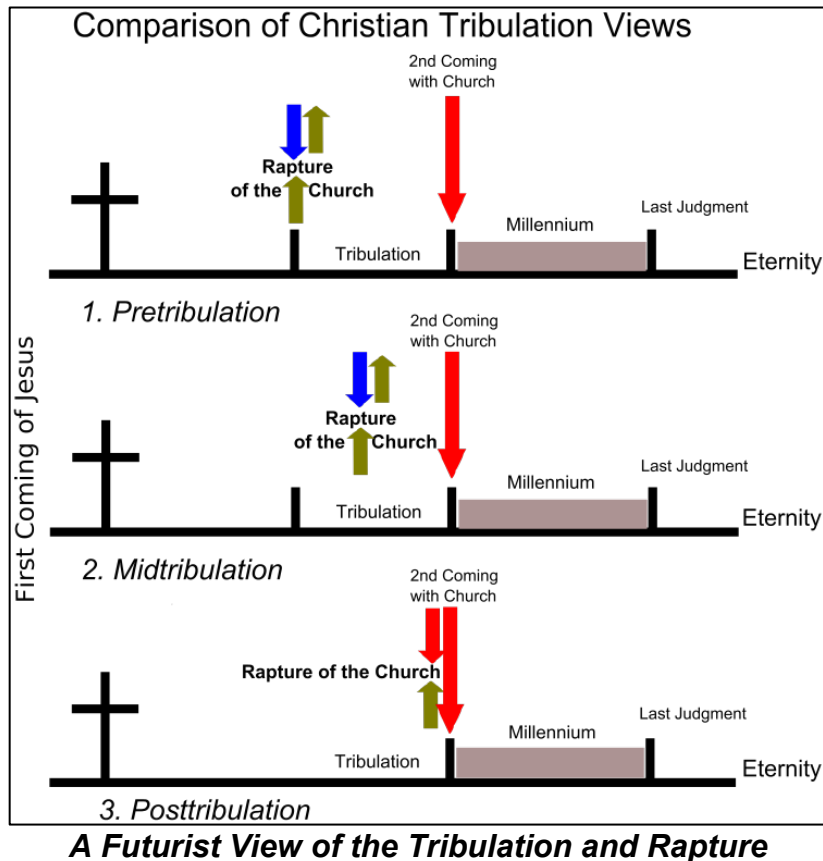 Comparison of Christian Tribulation Views
2nd Coming
with Church
Rapture
of the Church
Last Judgment
Millennium
Tribulation
Eternity
1. Pretribulation
First Coming of Jesus
2nd Coming
with Church
Rapture
of the Church
Last Judgment
Millennium
Tribulation
Eternity
2. Midtribulation
2nd Coming
with Church
Rapture of the Church
Last Judgment
Millennium
Tribulation
Eternity
3. Posttribulation
A Futurist View of the Tribulation and Rapture